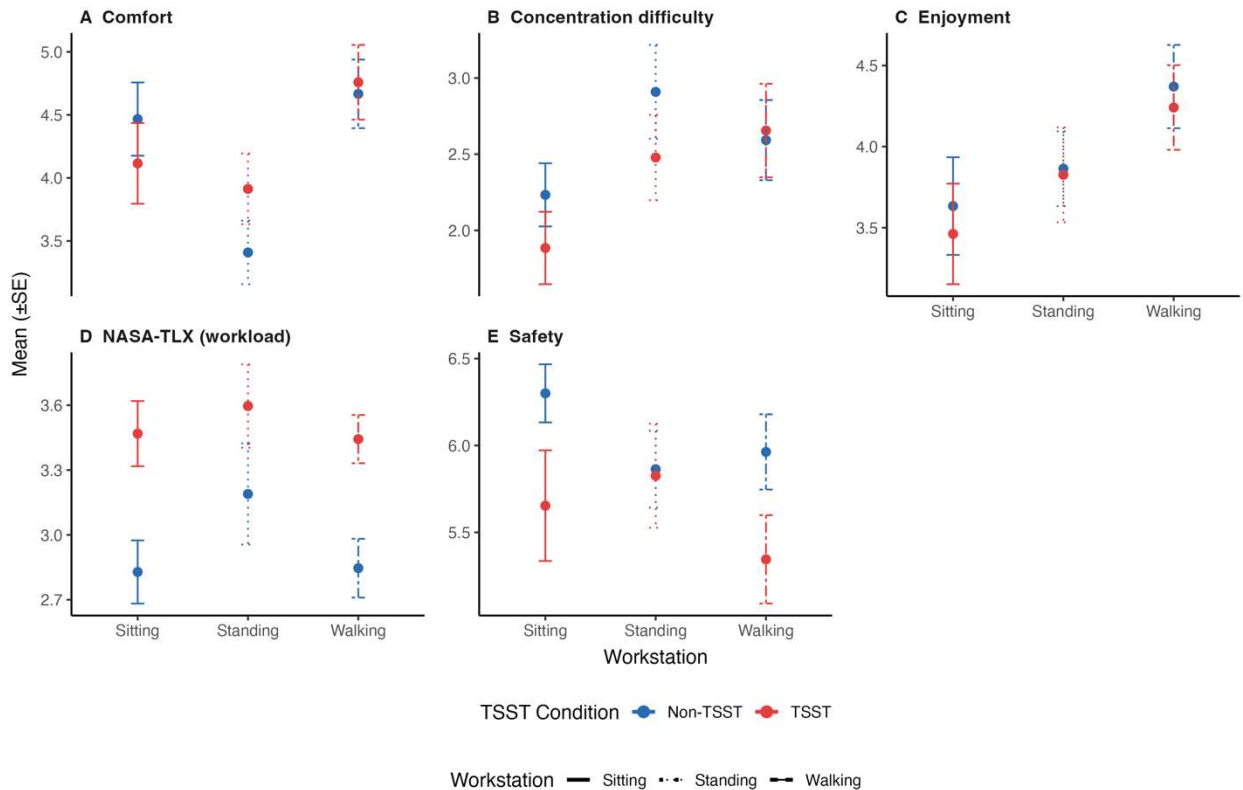 A Comfort
B Concentration difficulty
C Enjoyment
5.0
4.5
4.0
3.5
3.0
2.5
2.0
4.5
4.0
3.5
Sitting Standing Walking
Mean (±SE)
D NASA-TLX (workload)
E Safety
3.6
3.3
3.0
2.7
6.5
6.0
5.5
Sitting Standing Walking
Sitting Standing Walking
Workstation
TSST Condition Non-TSST TSST
Workstation Sitting Standing Walking